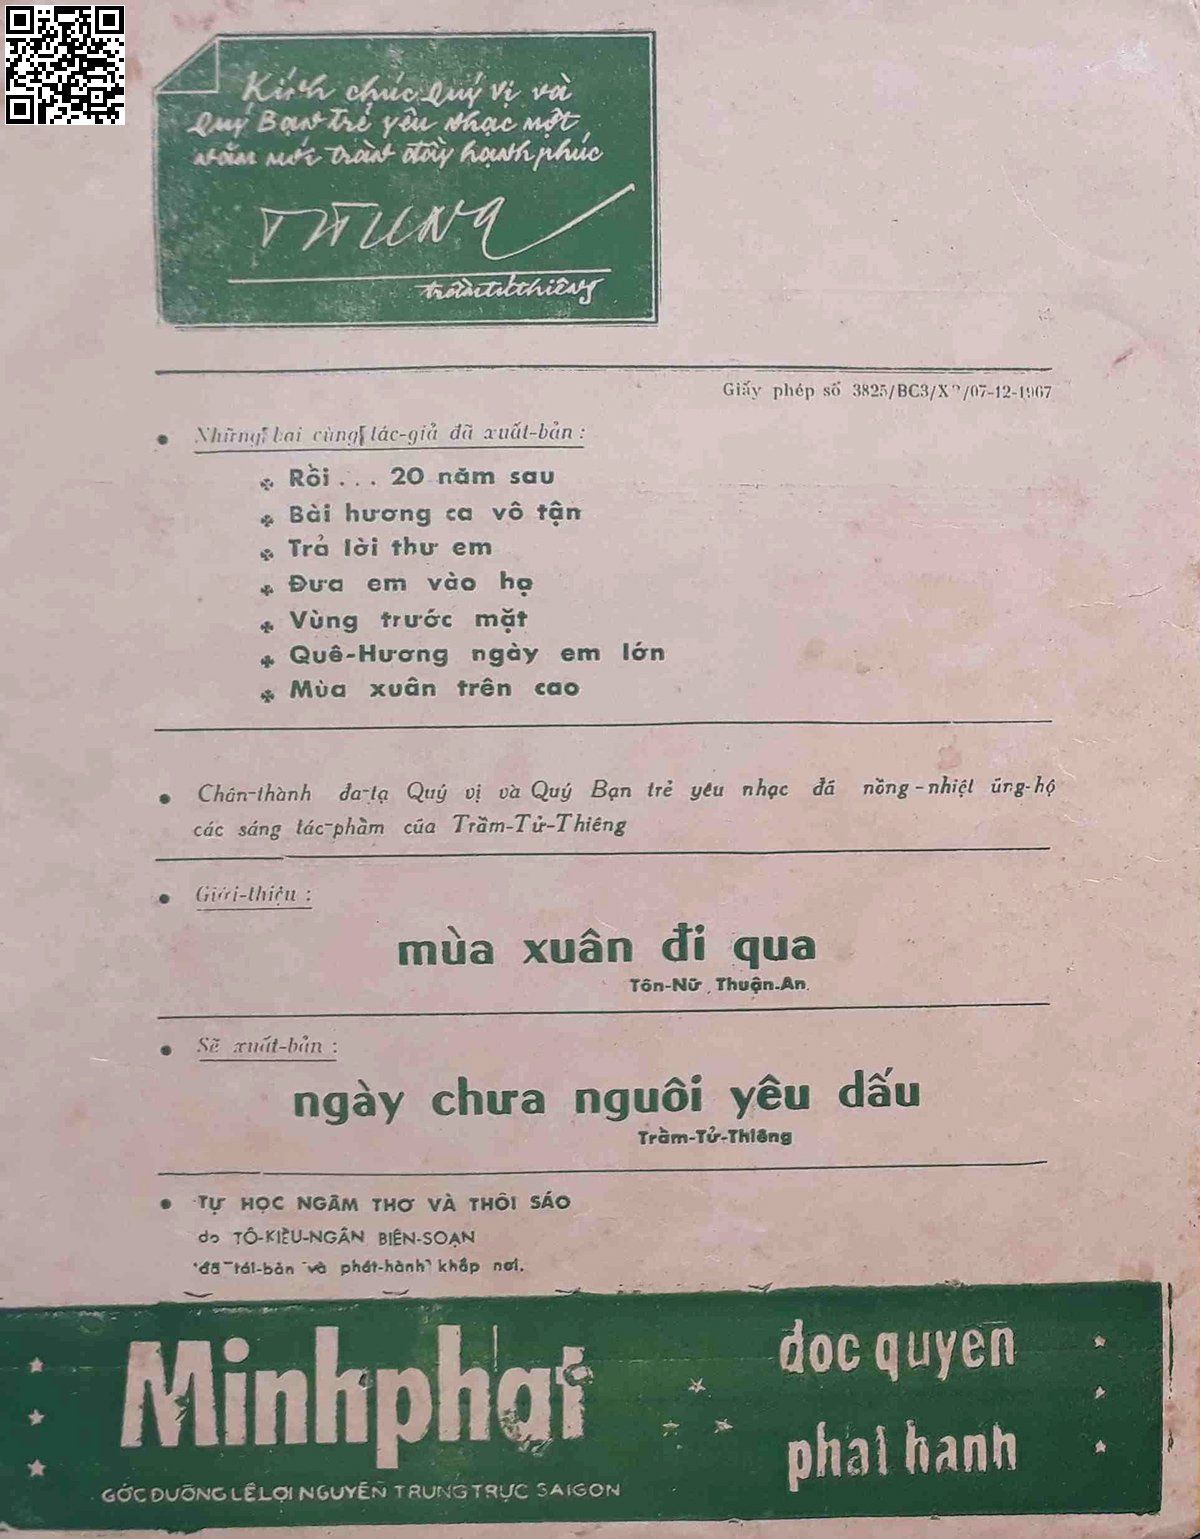 Kính chúc Quý vị và
Quý Bạn trẻ yêu nhạc một
năm mới tràn đầy hạnh phúc
trầmtửthiêng
Giấy phép số 3825/BC3/X /07-12-1967
• Những bai cùng tác-giả đã xuất-bản :
Rồi . . . 20 năm sau
Bài hương ca vô tận
Trả lời thư em
Đưa em vào hạ
Vùng trước mặt
Quê-Hương ngày em lớn
Mùa xuân trên cao
• Chân-thành đa-tạ Quý vị và Quý Bạn trẻ yêu nhạc đã nồng-nhiệt ủng-hộ
các sáng tác-phẩm của Trầm-Tử-Thiêng
• Giới-thiệu :
mùa xuân đi qua
Tôn-Nữ Thuận-An
• Sẽ xuất-bản :
ngày chưa nguôi yêu dấu
Trầm-Tử-Thiêng
• TỰ HỌC NGÂM THƠ VÀ THÔI SÁO
do TÔ-KIỀU-NGÂN BIÊN-SOẠN
đã tái-bản và phát-hành khắp nơi.
Minhphat
doc quyen
phat hanh
GÓC ĐƯỜNG LÊ LỢI NGUYỄN TRUNG TRỰC SAIGON